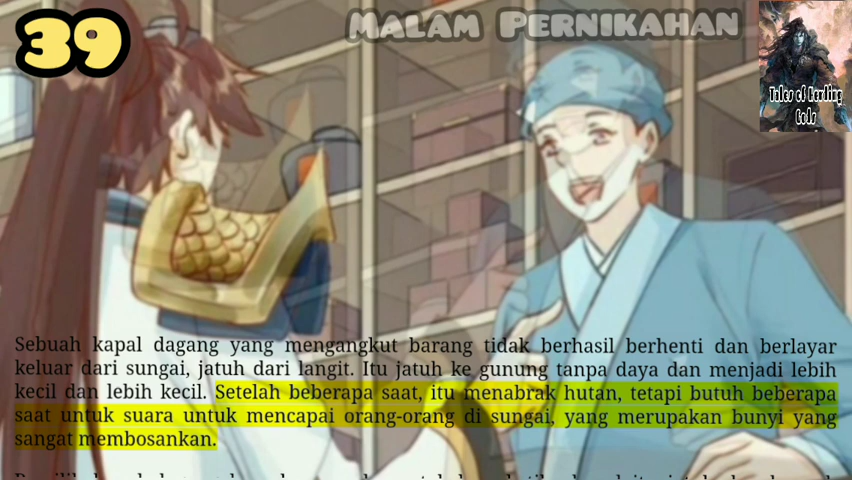 39
MALAM PERNIKAHAN
Tales of Herding
Gods
Sebuah kapal dagang yang mengangkut barang tidak berhasil berhenti dan berlayar
keluar dari sungai, jatuh dari langit. Itu jatuh ke gunung tanpa daya dan menjadi lebih
kecil dan lebih kecil. Setelah beberapa saat, itu menabrak hutan, tetapi butuh beberapa
saat untuk suara untuk mencapai orang-orang di sungai, yang merupakan bunyi yang
sangat membosankan.